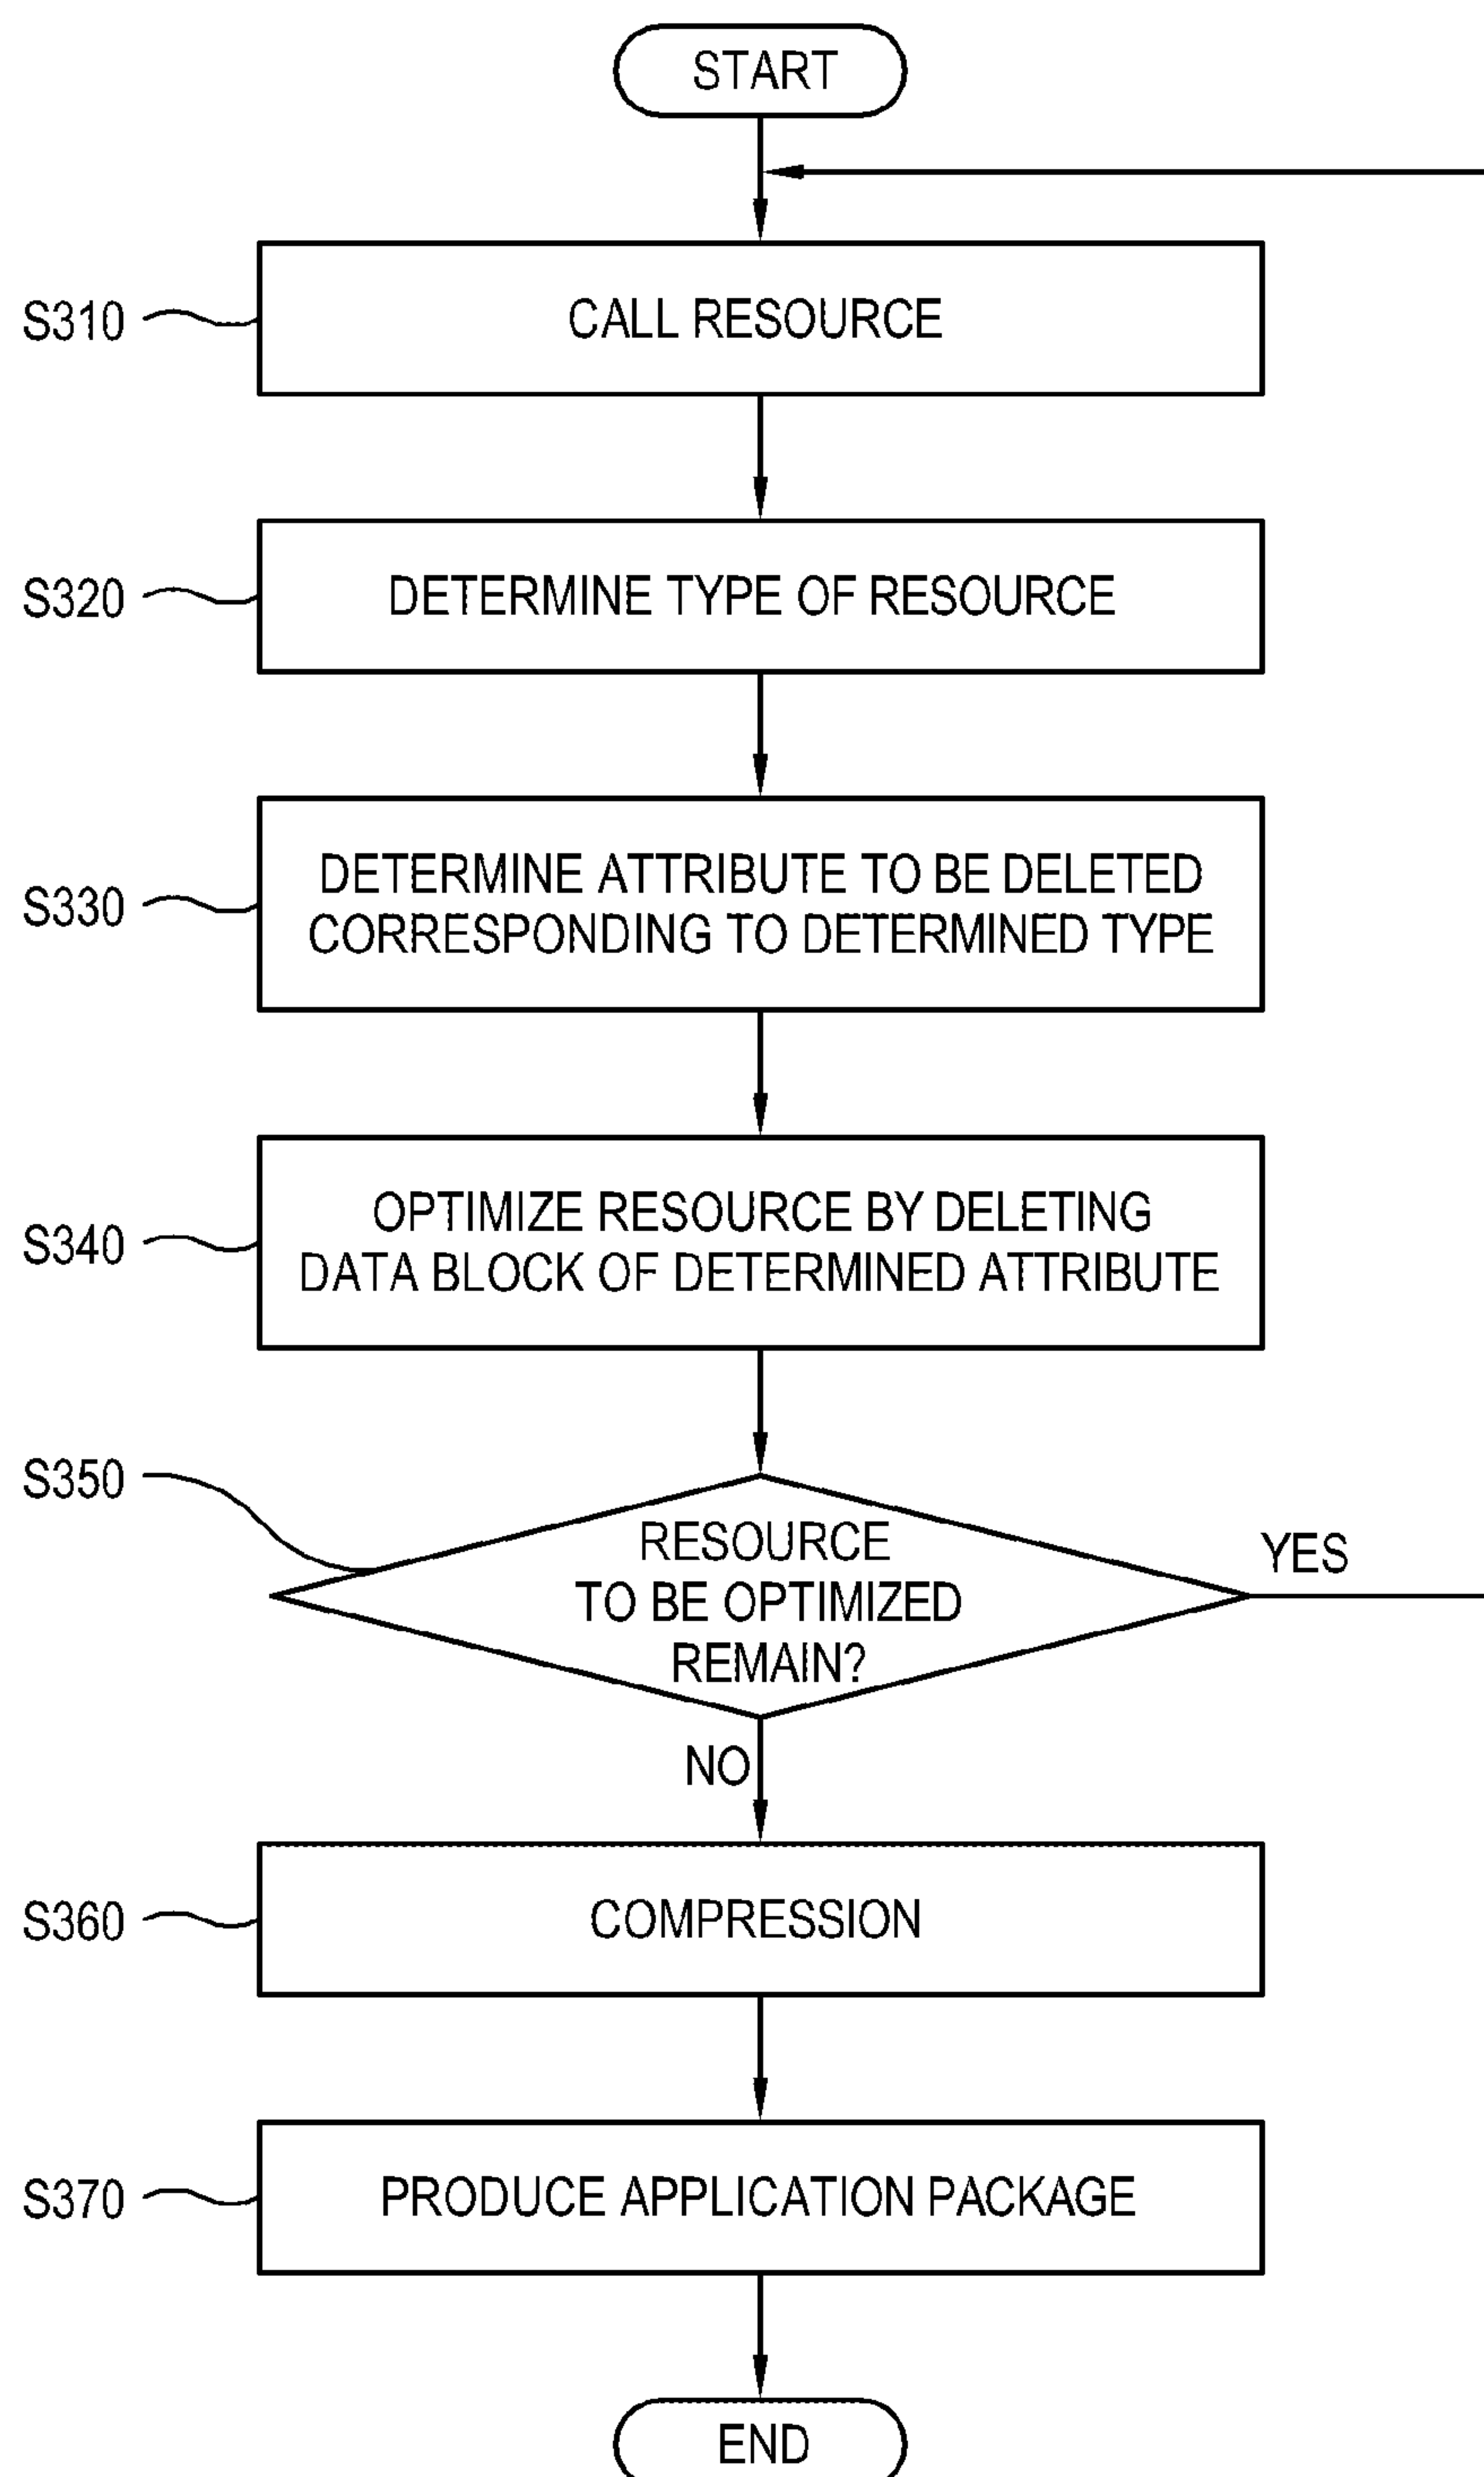 START
S310
CALL RESOURCE
S320
DETERMINE TYPE OF RESOURCE
S330
DETERMINE ATTRIBUTE TO BE DELETED
CORRESPONDING TO DETERMINED TYPE
S340
OPTIMIZE RESOURCE BY DELETING
DATA BLOCK OF DETERMINED ATTRIBUTE
S350
RESOURCE
TO BE OPTIMIZED
REMAIN?
YES
NO
S360
COMPRESSION
S370
PRODUCE APPLICATION PACKAGE
END